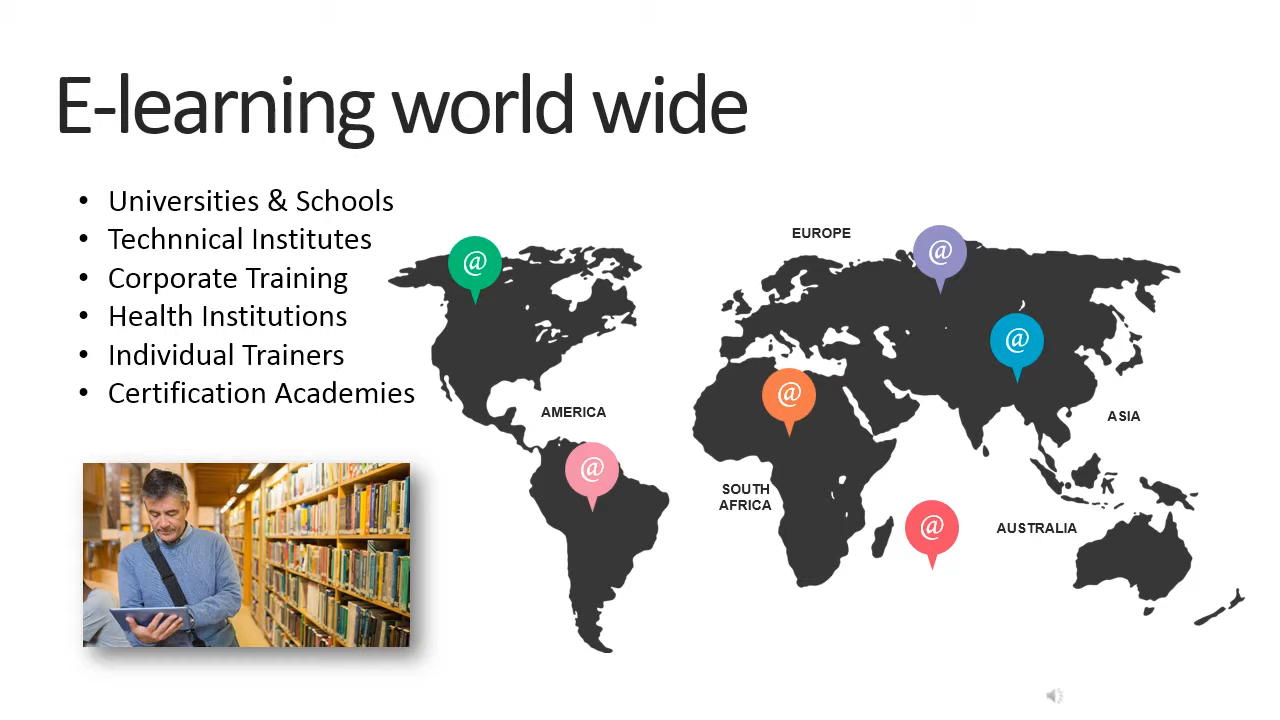 E-learning world wide
• Universities & Schools
• Technnical Institutes
• Corporate Training
• Health Institutions
• Individual Trainers
• Certification Academies
EUROPE
@
@
@
@
AMERICA
ASIA
@
SOUTH
AFRICA
@
AUSTRALIA